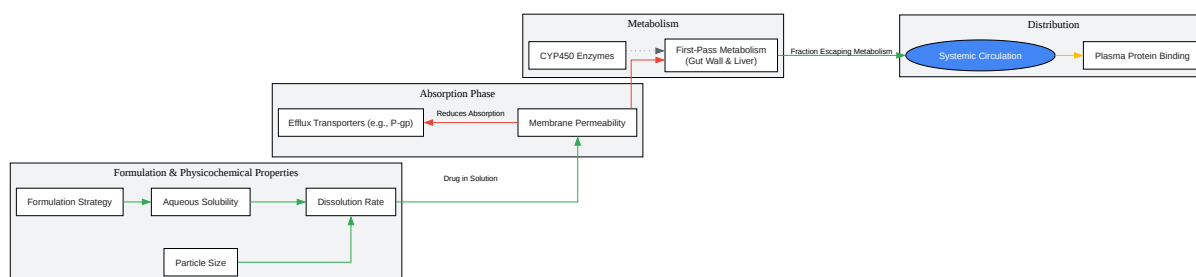 Metabolism
Distribution
CYP450 Enzymes
First-Pass Metabolism
(Gut Wall & Liver)
Fraction Escaping Metabolism
Systemic Circulation
Plasma Protein Binding
Absorption Phase
Efflux Transporters (e.g., P-gp)
Reduces Absorption
Membrane Permeability
Formulation & Physicochemical Properties
Drug in Solution
Formulation Strategy
Aqueous Solubility
Dissolution Rate
Particle Size